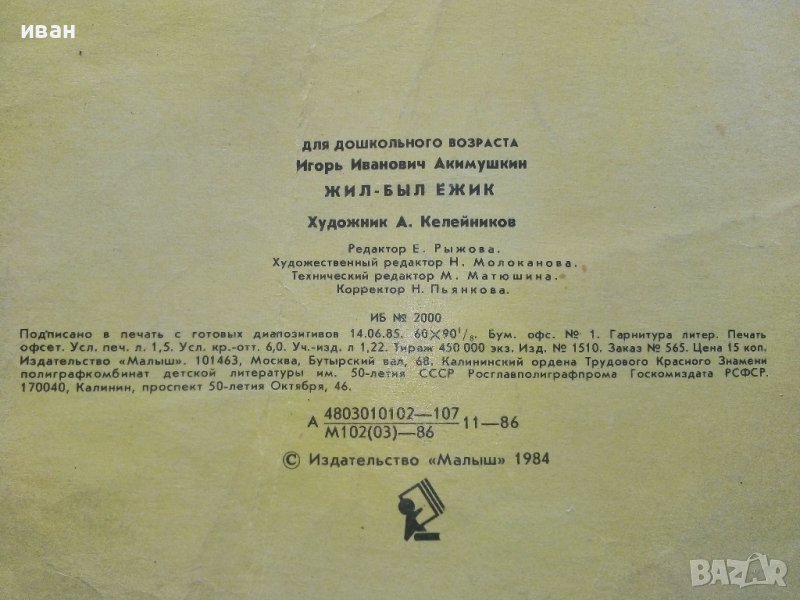 иван
ДЛЯ ДОШКОЛЬНОГО ВОЗРАСТА
Игорь Иванович Акимушкин
ЖИЛ-БЫЛ ЕЖИК
Художник А. Келейников
Редактор Е. Рыжова.
Художественный редактор Н. Молоканова.
Технический редактор М. Матюшина.
Корректор Н. Пьянкова.
ИБ № 2000
Подписано в печать с готовых диапозитивов 14.06.85. 60×90¹/₈. Бум. офс. № 1. Гарнитура литер. Печать
офсет. Усл. печ. л. 1,5. Усл. кр.-отт. 6,0. Уч.-изд. л 1,22. Тираж 450 000 экз. Изд. № 1510. Заказ № 565. Цена 15 коп.
Издательство «Малыш». 101463, Москва, Бутырский вал, 68. Калининский ордена Трудового Красного Знамени
полиграфкомбинат детской литературы им. 50-летия СССР Росглавполиграфпрома Госкомиздата РСФСР.
170040, Калинин, проспект 50-летия Октября, 46.
А 4803010102—107 11—86
М102(03)—86
© Издательство «Малыш» 1984
BAZAR